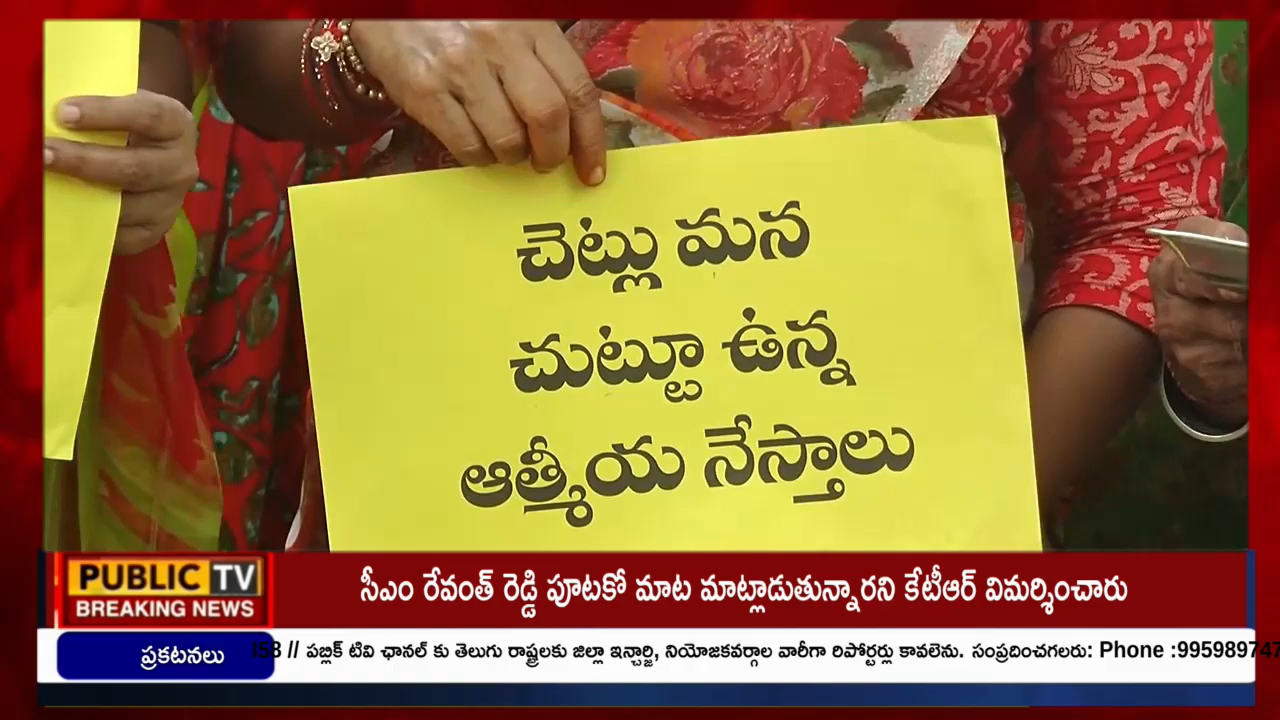 చెట్లు మన
చుట్టూ ఉన్న
ఆత్మీయ నేస్తాలు
PUBLIC TV
BREAKING NEWS
సీఎం రేవంత్ రెడ్డి పూటకో మాట మాట్లాడుతున్నారని కేటీఆర్ విమర్శించారు
ప్రకటనలు
// పబ్లిక్ టివి ఛానల్ కు తెలుగు రాష్ట్రలకు జిల్లా ఇన్చార్జి, నియోజకవర్గాల వారీగా రిపోర్టర్లు కావలెను. సంప్రదించగలరు: Phone :995989747